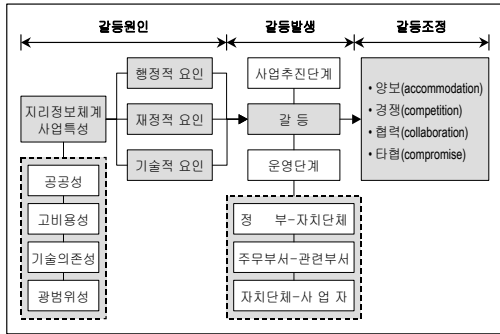 갈등원인
갈등발생
갈등조정
지리정보체계
사업특성
공공성
고비용성
기술의존성
광범위성
행정적 요인
재정적 요인
기술적 요인
사업추진단계
갈 등
운영단계
정 부-자치단체
주무부서-관련부서
자치단체-사 업 자
• 양보(accommodation)
• 경쟁(competition)
• 협력(collaboration)
• 타협(compromise)